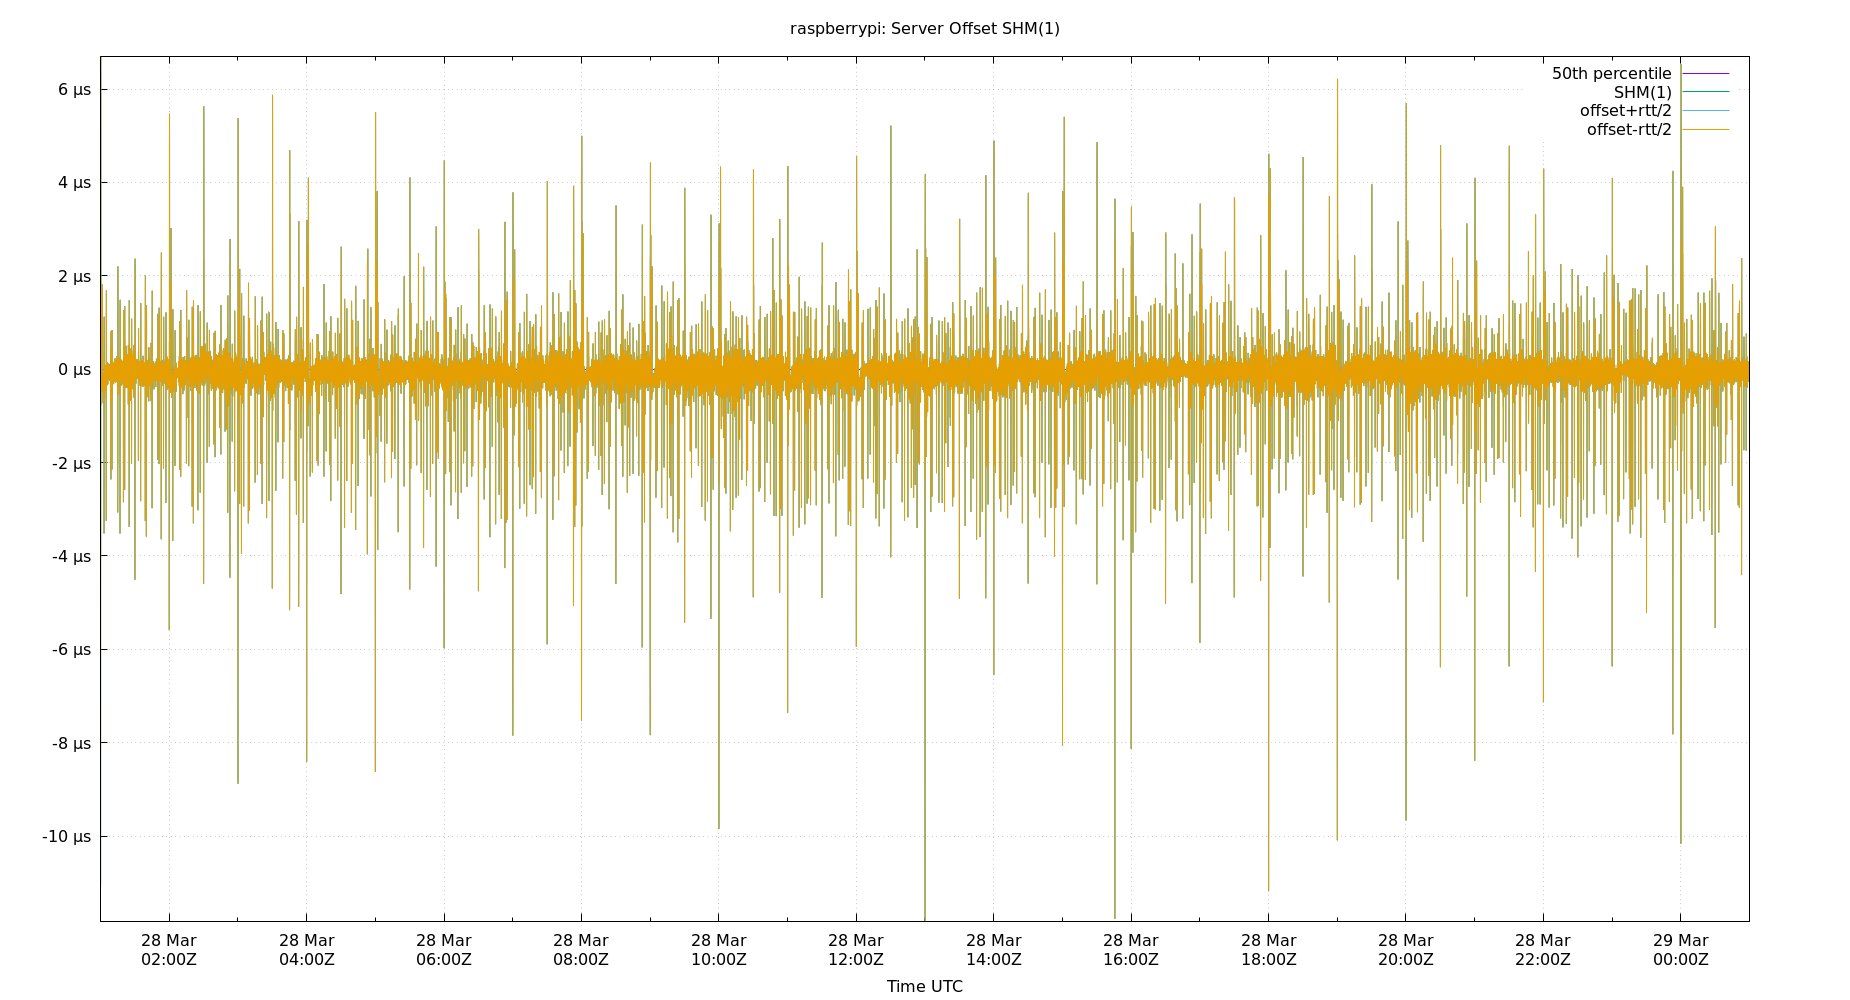 raspberrypi: Server Offset SHM(1)
50th percentile
SHM(1)
offset+rtt/2
offset-rtt/2
6 µs
4 µs
2 µs
0 µs
-2 µs
-4 µs
-6 µs
-8 µs
-10 µs
28 Mar 28 Mar 28 Mar 28 Mar 28 Mar 28 Mar 28 Mar 28 Mar 28 Mar 28 Mar 28 Mar 29 Mar
02:00Z 04:00Z 06:00Z 08:00Z 10:00Z 12:00Z 14:00Z 16:00Z 18:00Z 20:00Z 22:00Z 00:00Z
Time UTC